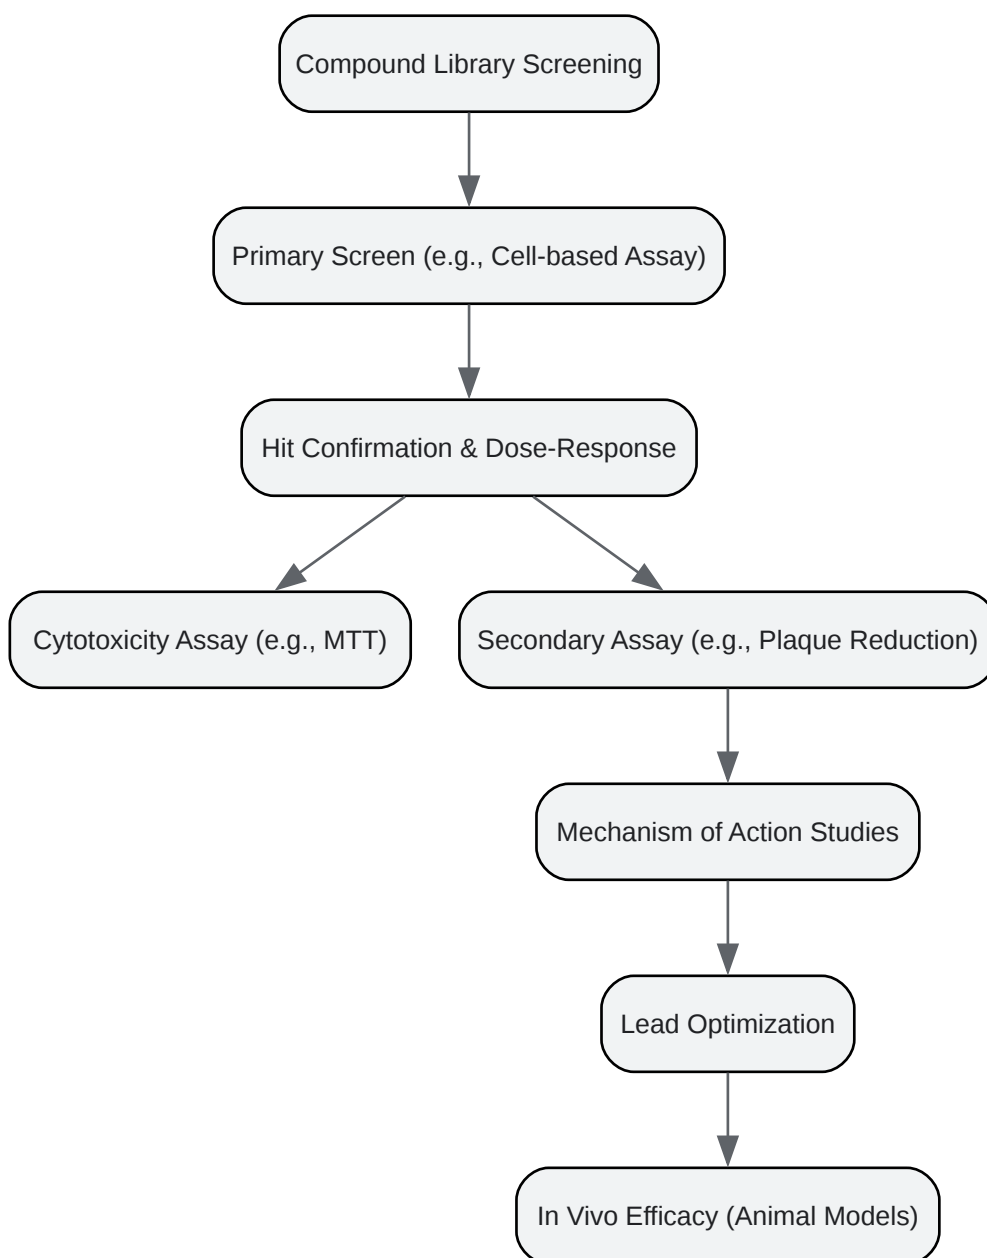 Compound Library Screening
Primary Screen (e.g., Cell-based Assay)
Hit Confirmation & Dose-Response
Cytotoxicity Assay (e.g., MTT)
Secondary Assay (e.g., Plaque Reduction)
Mechanism of Action Studies
Lead Optimization
In Vivo Efficacy (Animal Models)